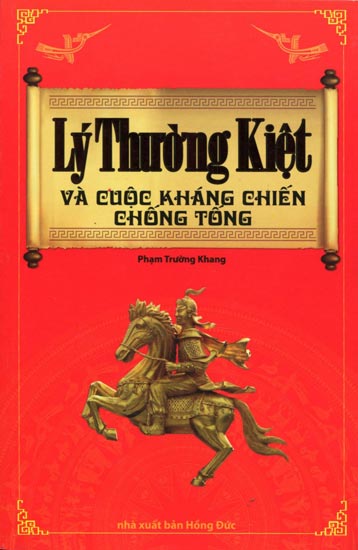 Lý Thường Kiệt
VÀ CUỘC KHÁNG CHIẾN
CHỐNG TỐNG
Phạm Trường Khang
nhà xuất bản Hồng Đức